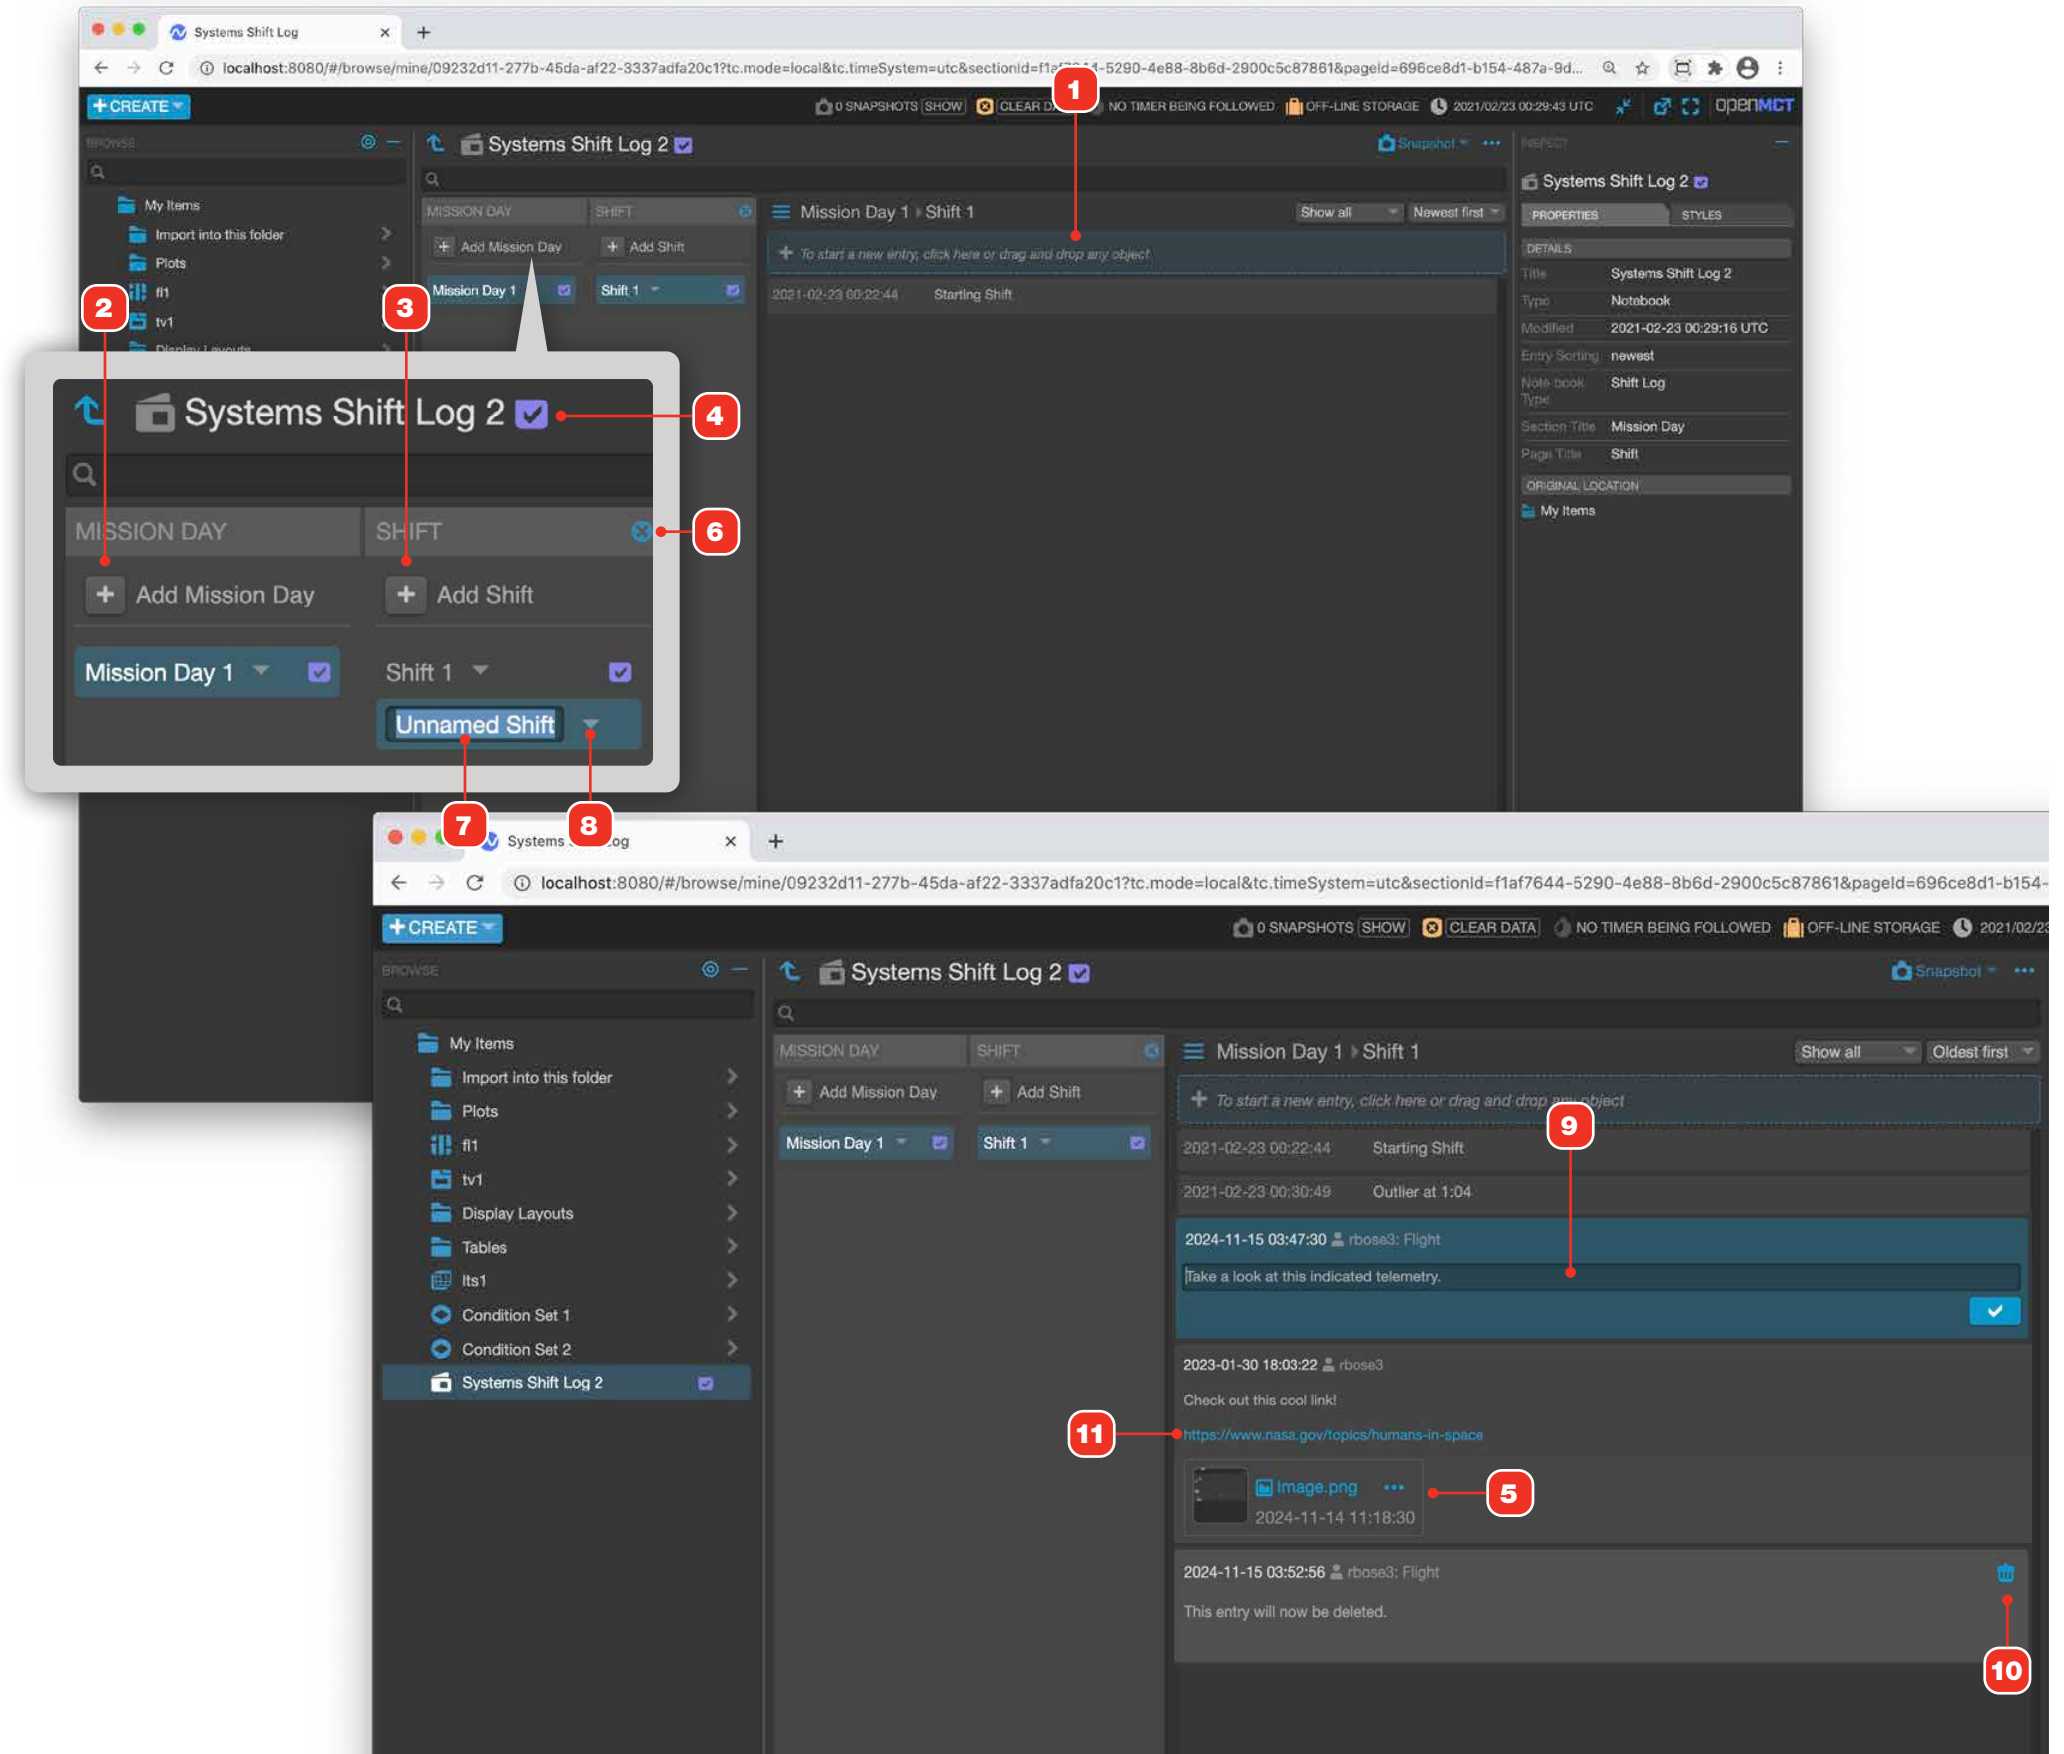 Systems Shift Log
localhost:8080/#/browse/mine/09232d11-277b-45da-af22-3337adfa20c1?tc.mode=local&tc.timeSystem=utc&sectionId=f1af7644-5290-4e88-8b6d-2900c5c87861&pageId=696ce8d1-b154-487a-9d...
1
+ CREATE
0 SNAPSHOTS SHOW
CLEAR DA
NO TIMER BEING FOLLOWED
OFF-LINE STORAGE
2021/02/23 00:29:43 UTC
openMCT
BROWSE
My Items
Import into this folder
Plots
fl1
tv1
Display Layouts
2
3
Systems Shift Log 2
Snapshot
MISSION DAY
SHIFT
+ Add Mission Day
+ Add Shift
Mission Day 1
Shift 1
Mission Day 1 Shift 1
Show all
Newest first
+ To start a new entry, click here or drag and drop any object
2021-02-23 00:22:44 Starting Shift
INSPECT
Systems Shift Log 2
PROPERTIES
STYLES
DETAILS
Title Systems Shift Log 2
Type Notebook
Modified 2021-02-23 00:29:16 UTC
Entry Sorting newest
Note book Type Shift Log
Section Title Mission Day
Page Title Shift
ORIGINAL LOCATION
My Items
Systems Shift Log 2
4
MISSION DAY
SHIFT
6
+ Add Mission Day
+ Add Shift
Mission Day 1
Shift 1
Unnamed Shift
7
8
Systems og
localhost:8080/#/browse/mine/09232d11-277b-45da-af22-3337adfa20c1?tc.mode=local&tc.timeSystem=utc&sectionId=f1af7644-5290-4e88-8b6d-2900c5c87861&pageId=696ce8d1-b154-
+ CREATE
0 SNAPSHOTS SHOW
CLEAR DATA
NO TIMER BEING FOLLOWED
OFF-LINE STORAGE
2021/02/23
BROWSE
My Items
Import into this folder
Plots
fl1
tv1
Display Layouts
Tables
lts1
Condition Set 1
Condition Set 2
Systems Shift Log 2
Systems Shift Log 2
Snapshot
MISSION DAY
SHIFT
+ Add Mission Day
+ Add Shift
Mission Day 1
Shift 1
Mission Day 1 Shift 1
Show all
Oldest first
+ To start a new entry, click here or drag and drop any object
9
2021-02-23 00:22:44 Starting Shift
2021-02-23 00:30:49 Outlier at 1:04
2024-11-15 03:47:30 rbose3: Flight
Take a look at this indicated telemetry.
2023-01-30 18:03:22 rbose3
Check out this cool link!
11
https://www.nasa.gov/topics/humans-in-space
Image.png
5
2024-11-14 11:18:30
2024-11-15 03:52:56 rbose3: Flight
This entry will now be deleted.
10